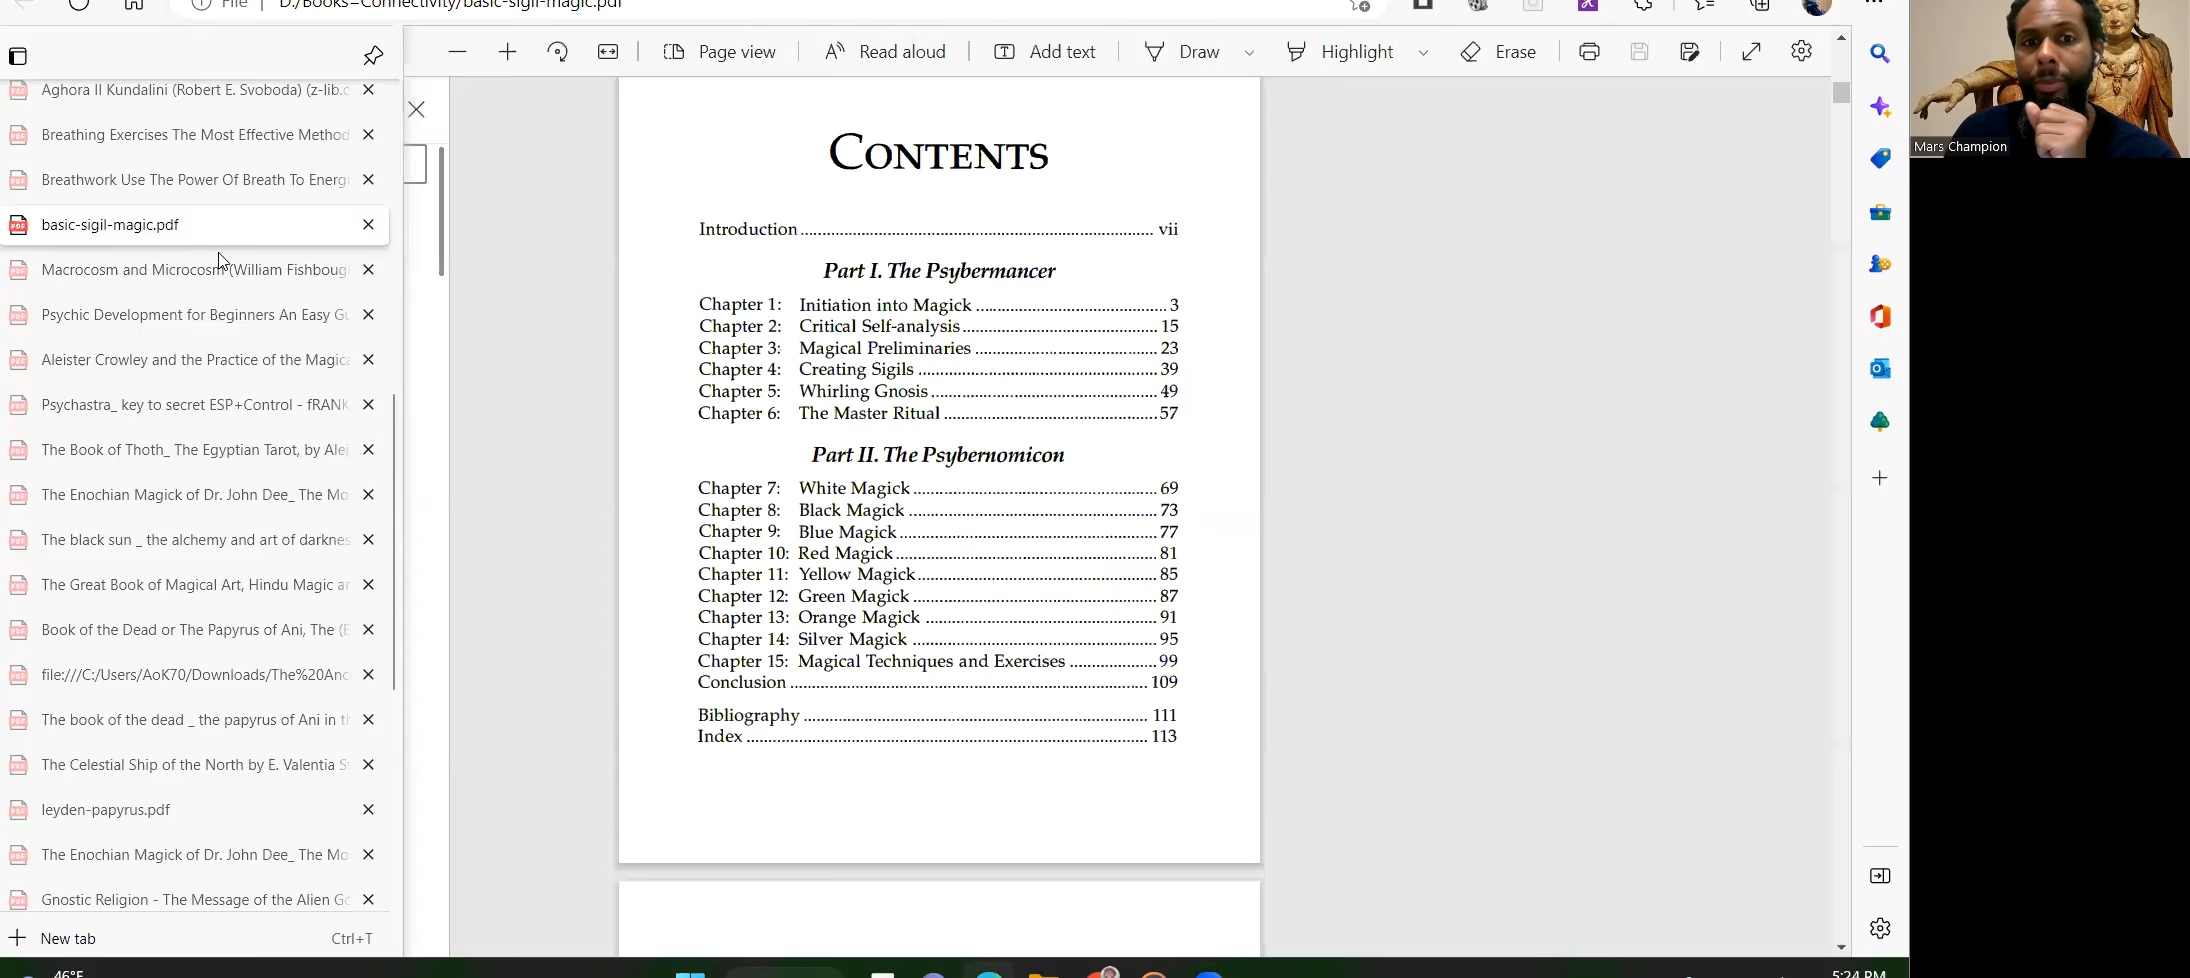 File
D:/Books=Connectivity/basic-sigil-magic.pdf
Page view
Read aloud
Add text
Draw
Highlight
Erase
Aghora II Kundalini (Robert E. Svoboda) (z-lib.c
Breathing Exercises The Most Effective Method
Breathwork Use The Power Of Breath To Energi
basic-sigil-magic.pdf
Macrocosm and Microcosm (William Fishboug
Psychic Development for Beginners An Easy Gu
Aleister Crowley and the Practice of the Magica
Psychastra_ key to secret ESP+Control - fRANK
The Book of Thoth_ The Egyptian Tarot, by Alei
The Enochian Magick of Dr. John Dee_ The Mo
The black sun _ the alchemy and art of darknes
The Great Book of Magical Art, Hindu Magic an
Book of the Dead or The Papyrus of Ani, The (E
file:///C:/Users/AoK70/Downloads/The%20Anc
The book of the dead _ the papyrus of Ani in th
The Celestial Ship of the North by E. Valentia S
leyden-papyrus.pdf
The Enochian Magick of Dr. John Dee_ The Mo
Gnostic Religion - The Message of the Alien Go
New tab Ctrl+T
CONTENTS
Introduction vii
Part I. The Psybermancer
Chapter 1: Initiation into Magick 3
Chapter 2: Critical Self-analysis 15
Chapter 3: Magical Preliminaries 23
Chapter 4: Creating Sigils 39
Chapter 5: Whirling Gnosis 49
Chapter 6: The Master Ritual 57
Part II. The Psybernomicon
Chapter 7: White Magick 69
Chapter 8: Black Magick 73
Chapter 9: Blue Magick 77
Chapter 10: Red Magick 81
Chapter 11: Yellow Magick 85
Chapter 12: Green Magick 87
Chapter 13: Orange Magick 91
Chapter 14: Silver Magick 95
Chapter 15: Magical Techniques and Exercises 99
Conclusion 109
Bibliography 111
Index 113
Mars Champion
46°F
5:24 PM